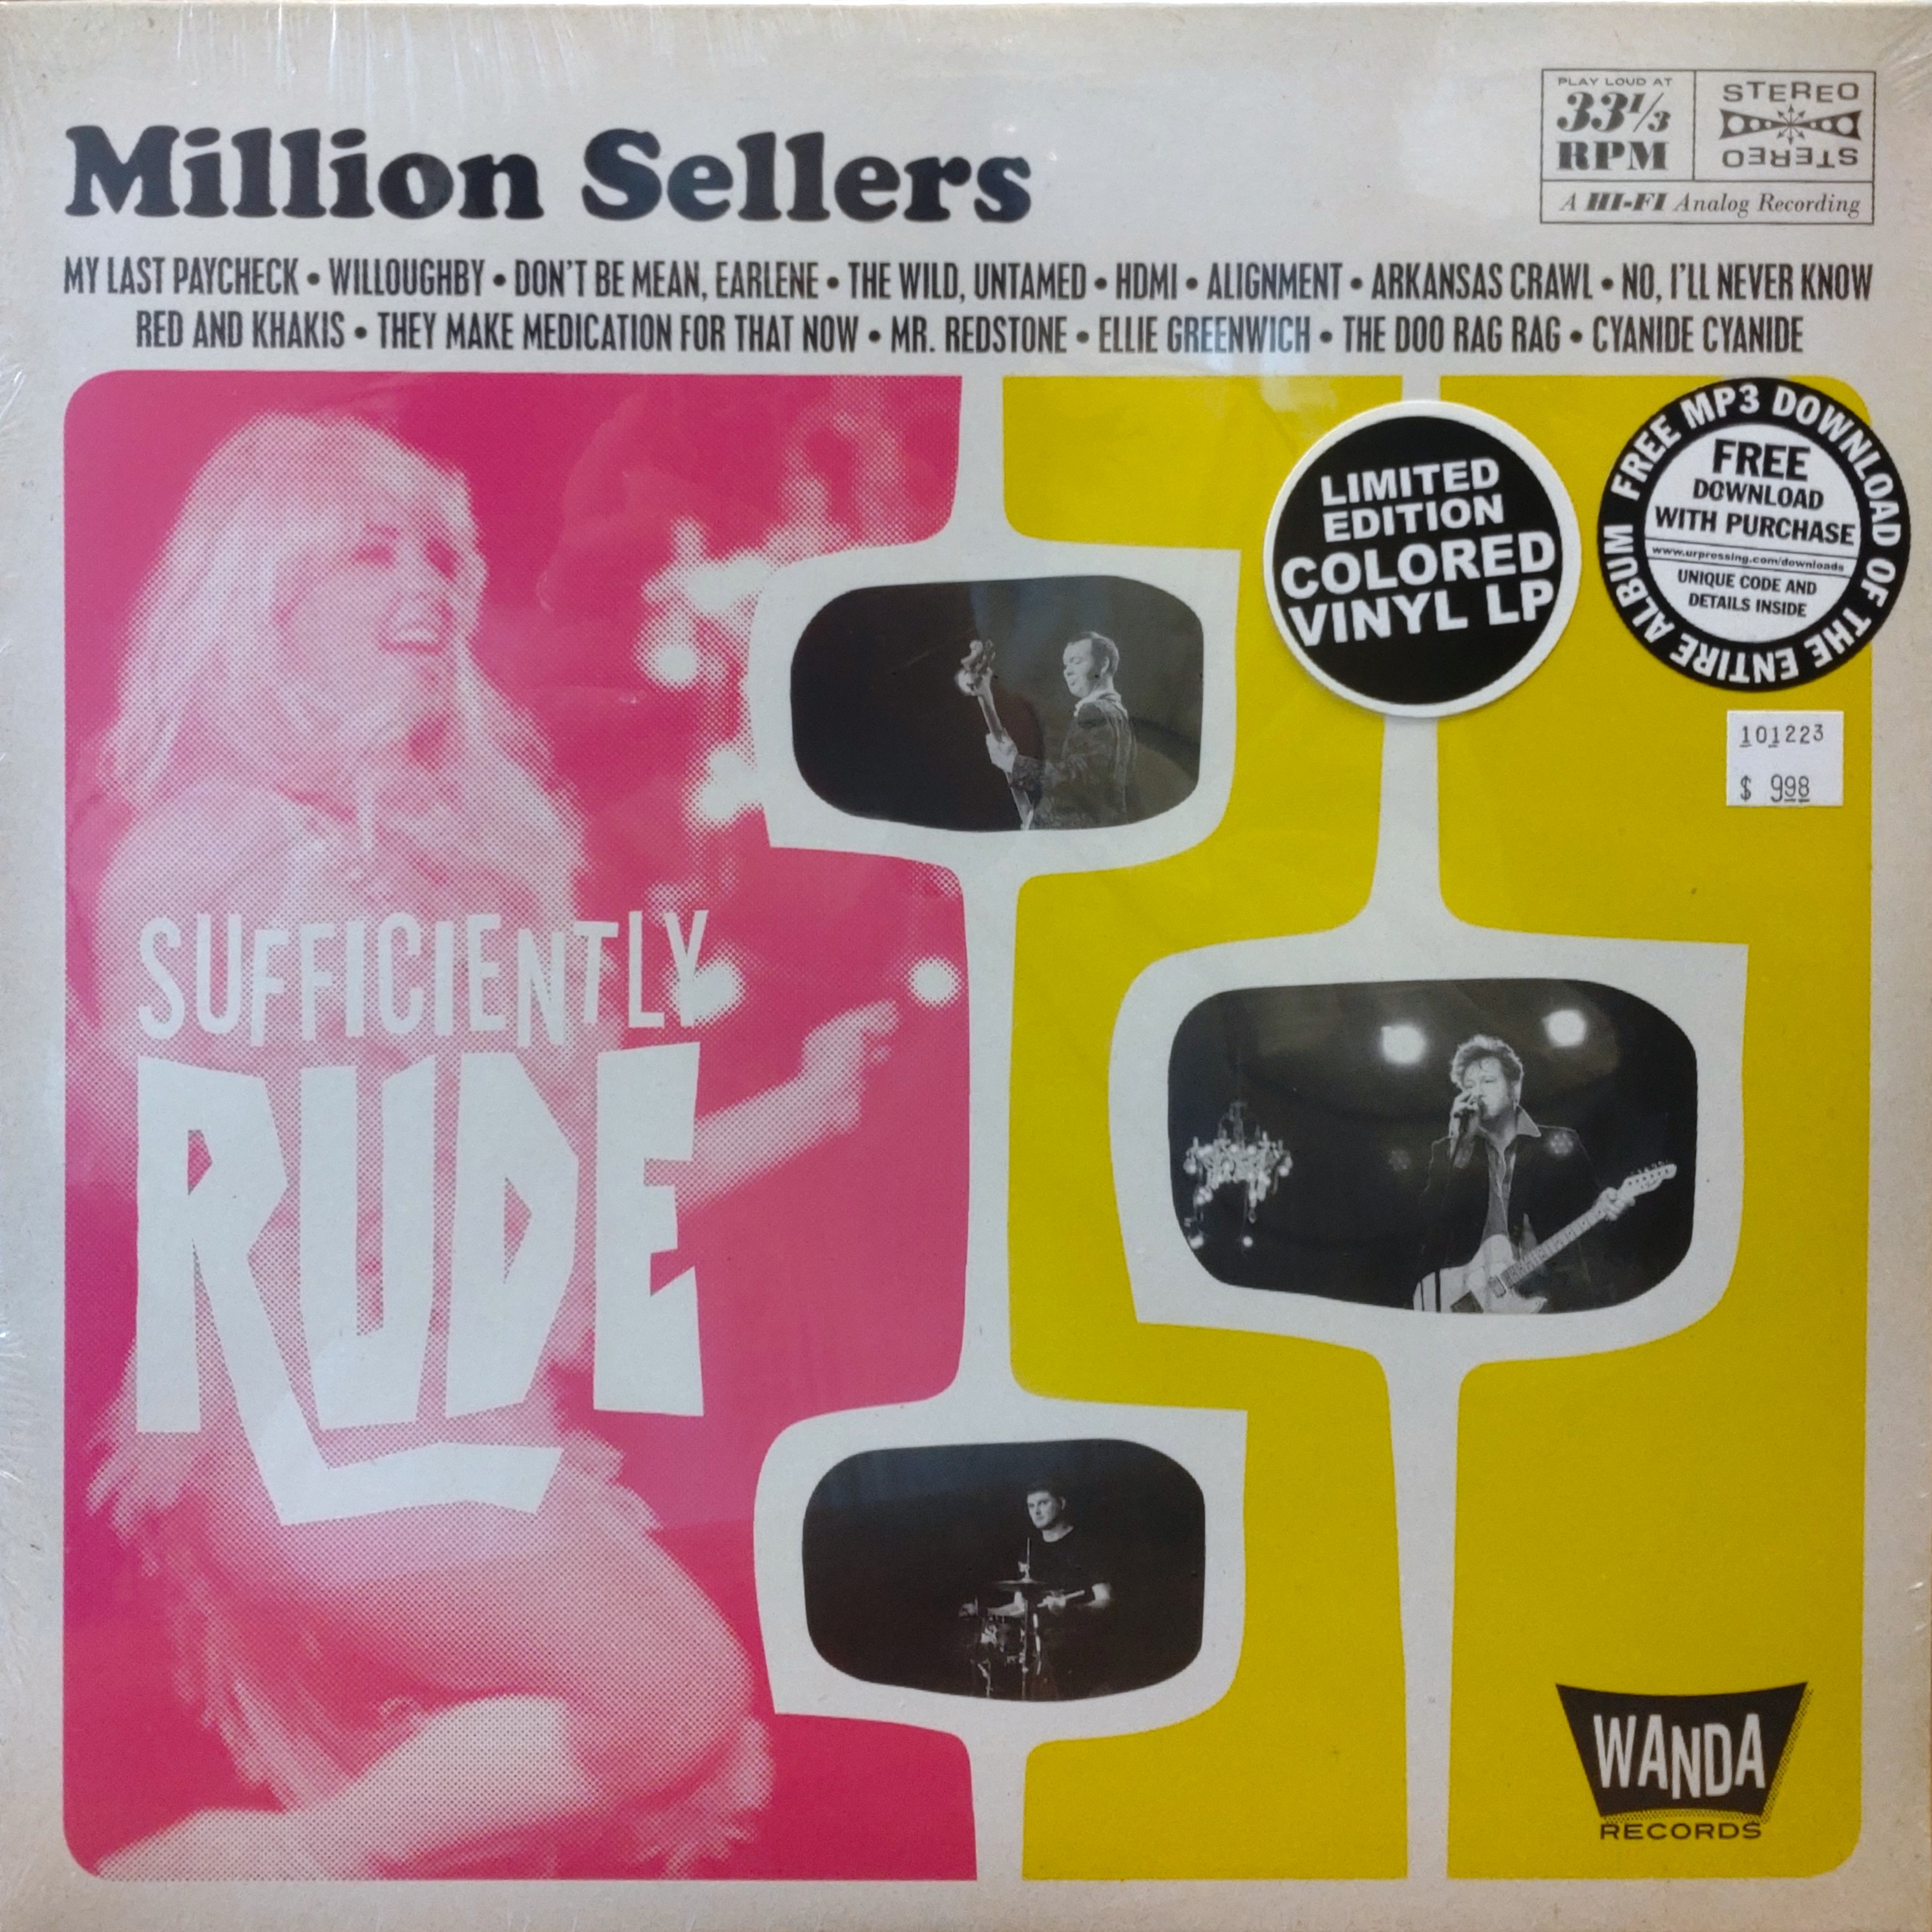 Million Sellers
PLAY LOUD AT
33 1/3
RPM
STEREO
STEREO
A HI-FI Analog Recording
MY LAST PAYCHECK • WILLOUGHBY • DON'T BE MEAN, EARLENE • THE WILD, UNTAMED • HDMI • ALIGNMENT • ARKANSAS CRAWL • NO, I'LL NEVER KNOW
RED AND KHAKIS • THEY MAKE MEDICATION FOR THAT NOW • MR. REDSTONE • ELLIE GREENWICH • THE DOO RAG RAG • CYANIDE CYANIDE
LIMITED
EDITION
COLORED
VINYL LP
FREE MP3 DOWNLOAD OF THE ENTIRE ALBUM
FREE
DOWNLOAD
WITH PURCHASE
www.urpressing.com/downloads
UNIQUE CODE AND
DETAILS INSIDE
101223
$ 998
SUFFICIENTLY
RUDE
WANDA
RECORDS